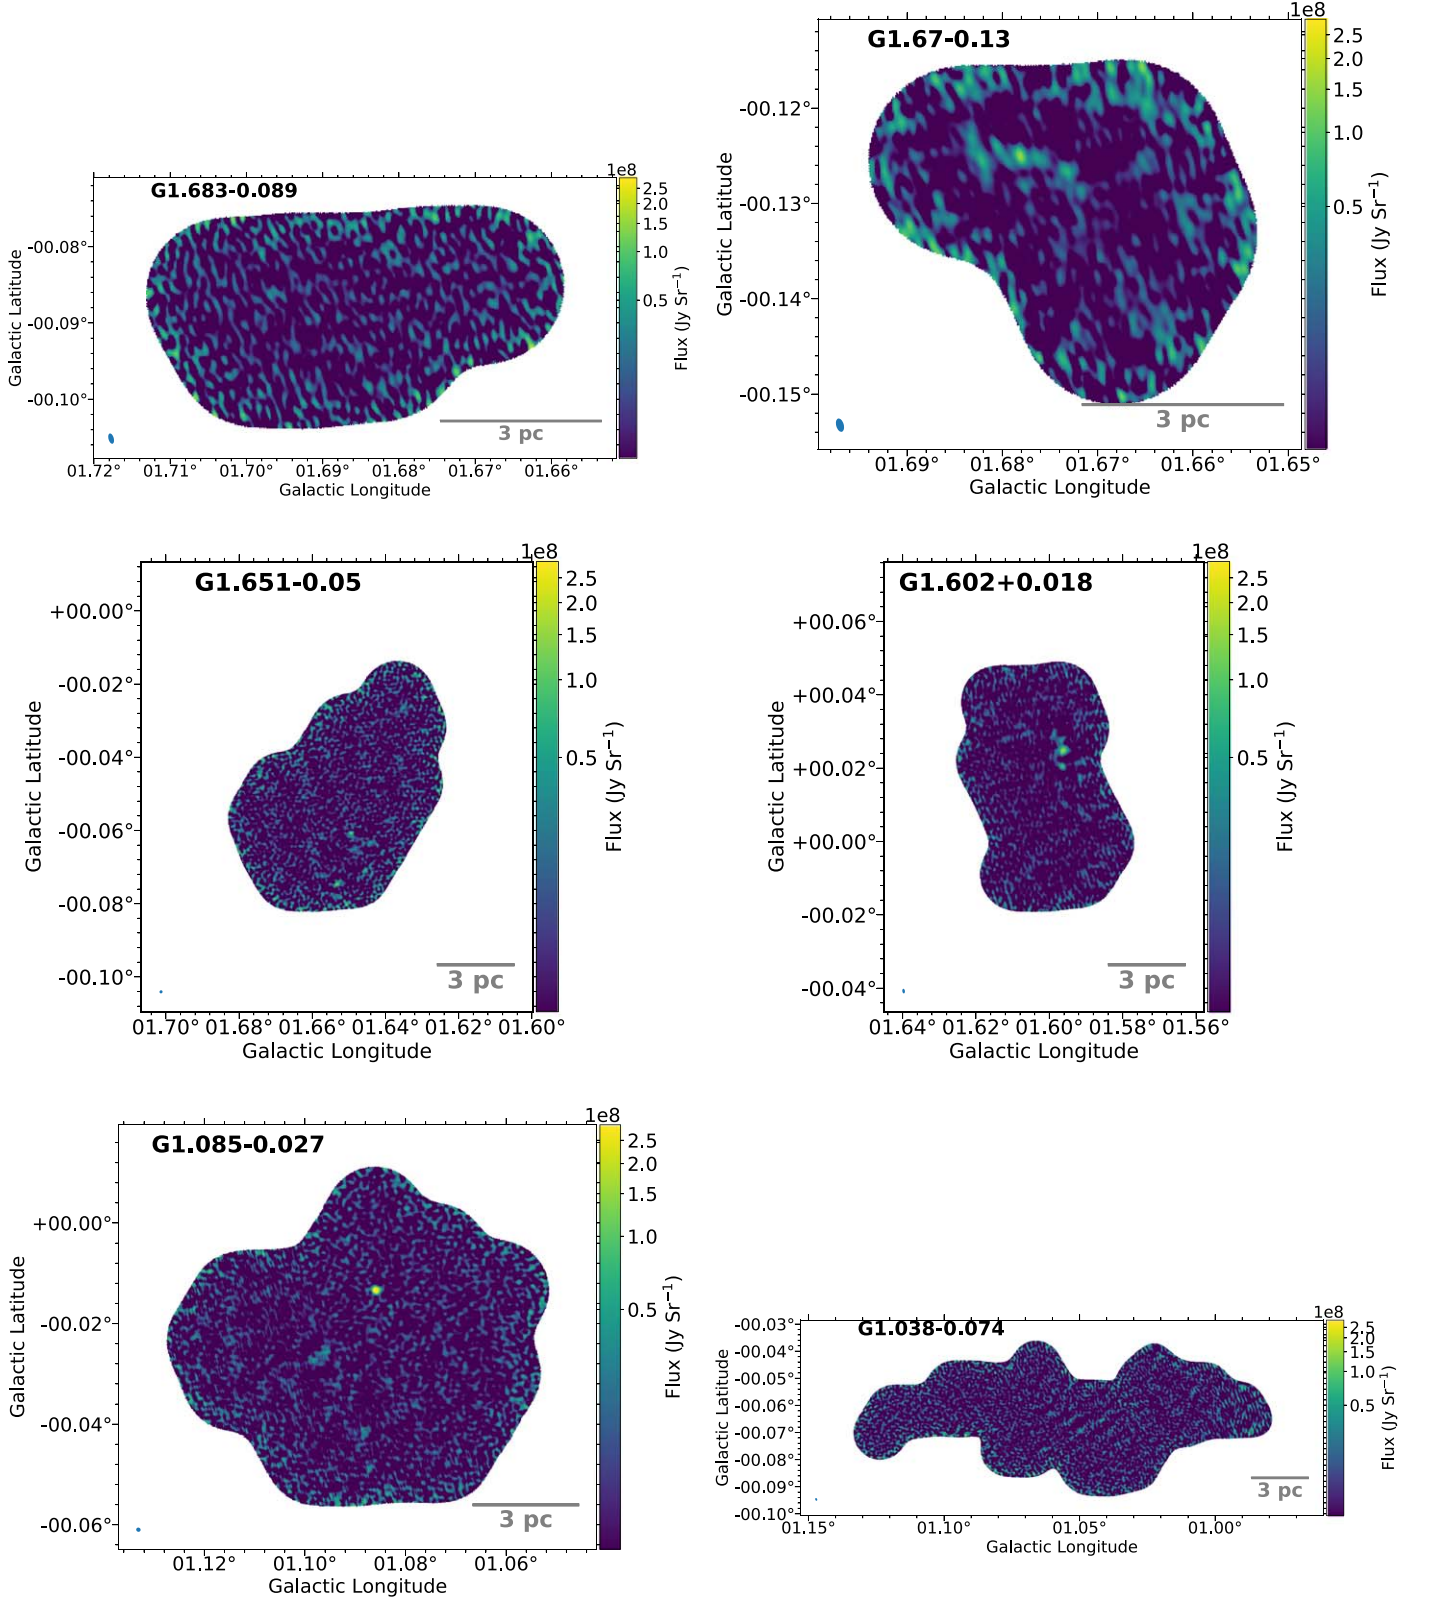 1e8
G1.683-0.089
2.5
2.0
1.5
1.0
0.5
-00.08°
-00.09°
-00.10°
Galactic Latitude
Flux (Jy Sr−1)
3 pc
01.72° 01.71° 01.70° 01.69° 01.68° 01.67° 01.66°
Galactic Longitude
1e8
G1.67-0.13
2.5
2.0
1.5
1.0
0.5
-00.12°
-00.13°
-00.14°
-00.15°
Galactic Latitude
Flux (Jy Sr−1)
3 pc
01.69° 01.68° 01.67° 01.66° 01.65°
Galactic Longitude
1e8
G1.651-0.05
2.5
2.0
1.5
1.0
0.5
+00.00°
-00.02°
-00.04°
-00.06°
-00.08°
-00.10°
Galactic Latitude
Flux (Jy Sr−1)
3 pc
01.70° 01.68° 01.66° 01.64° 01.62° 01.60°
Galactic Longitude
1e8
G1.602+0.018
2.5
2.0
1.5
1.0
0.5
+00.06°
+00.04°
+00.02°
+00.00°
-00.02°
-00.04°
Galactic Latitude
Flux (Jy Sr−1)
3 pc
01.64° 01.62° 01.60° 01.58° 01.56°
Galactic Longitude
1e8
G1.085-0.027
2.5
2.0
1.5
1.0
0.5
+00.00°
-00.02°
-00.04°
-00.06°
Galactic Latitude
Flux (Jy Sr−1)
3 pc
01.12° 01.10° 01.08° 01.06°
Galactic Longitude
1e8
G1.038-0.074
2.5
2.0
1.5
1.0
0.5
-00.03°
-00.04°
-00.05°
-00.06°
-00.07°
-00.08°
-00.09°
-00.10°
Galactic Latitude
Flux (Jy Sr−1)
3 pc
01.15° 01.10° 01.05° 01.00°
Galactic Longitude